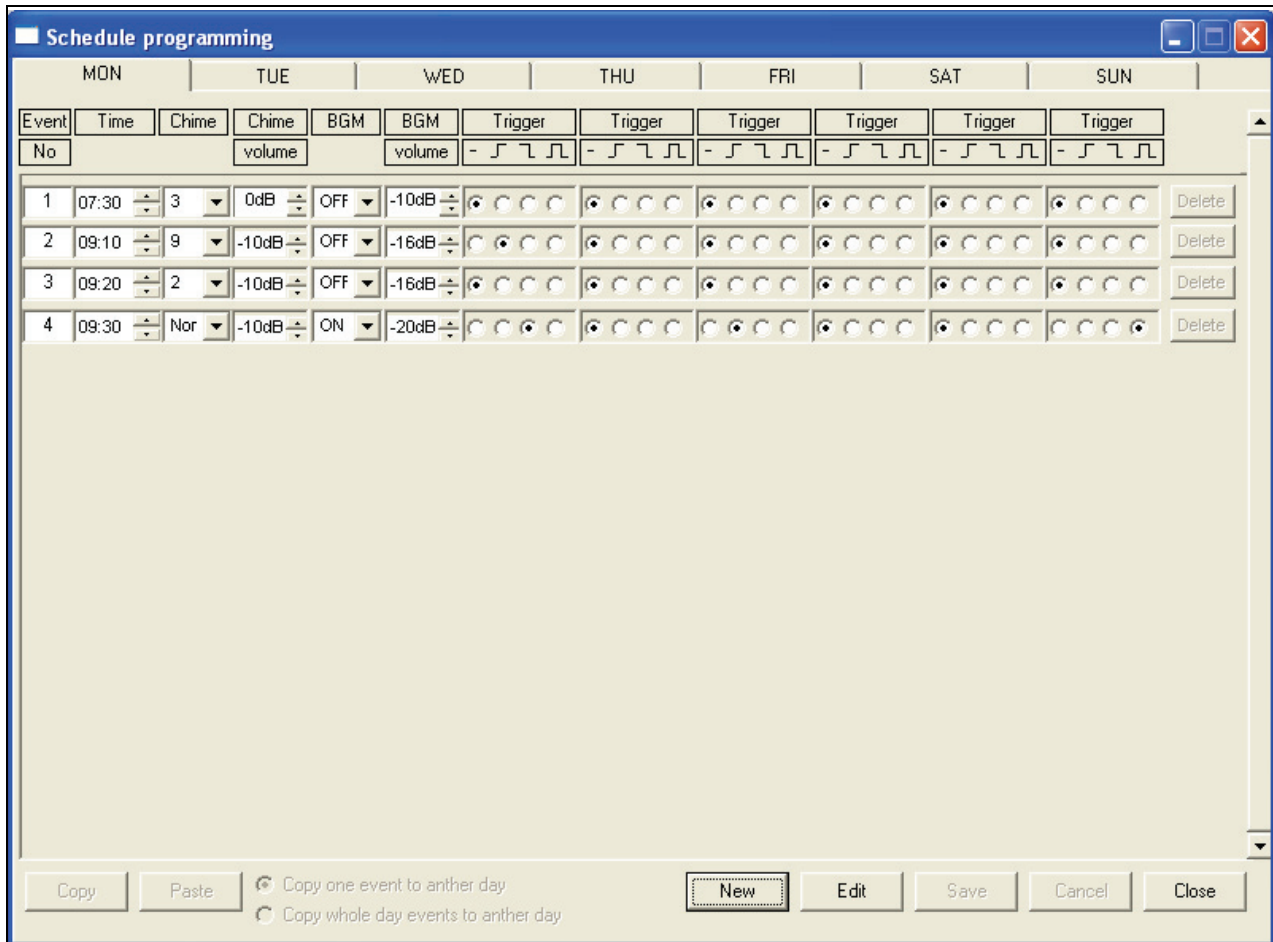 Schedule programming
MON TUE WED THU FRI SAT SUN
Event Time Chime Chime BGM BGM Trigger Trigger Trigger Trigger Trigger Trigger
No volume volume - - - - - -
1 07:30 3 0dB OFF -10dB Delete
2 09:10 9 -10dB OFF -16dB Delete
3 09:20 2 -10dB OFF -16dB Delete
4 09:30 Nor -10dB ON -20dB Delete
Copy Paste Copy one event to anther day New Edit Save Cancel Close
Copy whole day events to anther day